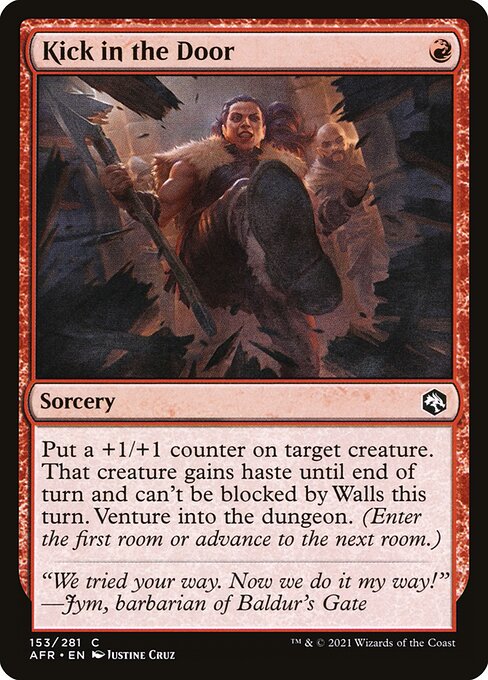 Kick in the Door
Sorcery
Put a +1/+1 counter on target creature.
That creature gains haste until end of
turn and can't be blocked by Walls this
turn. Venture into the dungeon. (Enter
the first room or advance to the next room.)
“We tried your way. Now we do it my way!”
—Jym, barbarian of Baldur's Gate
153/281 C
AFR • EN Justine Cruz
™ & © 2021 Wizards of the Coast